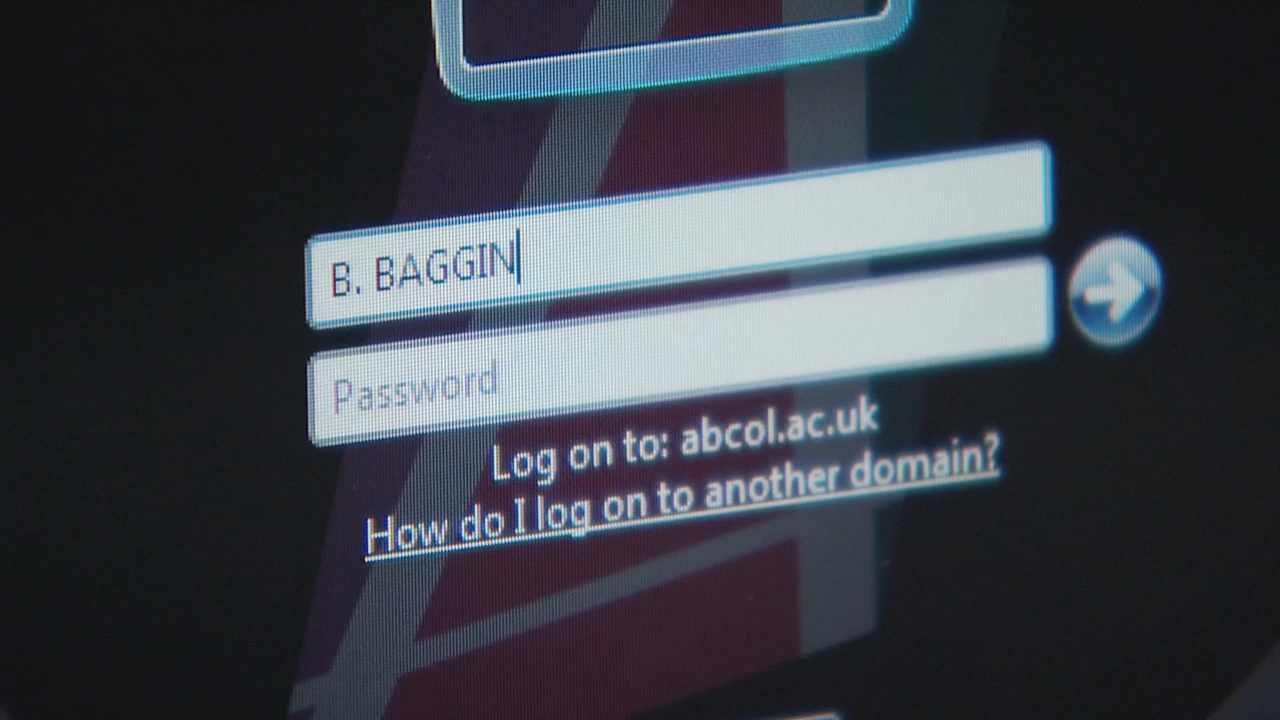 B. BAGGIN
Password
Log on to: abcol.ac.uk
How do I log on to another domain?